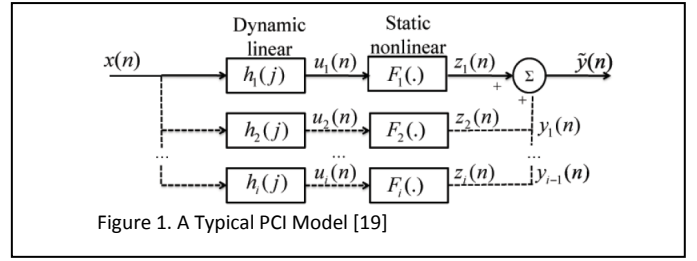 Dynamic linear
Static nonlinear
x(n)
h₁(j)
u₁(n)
F₁(.)
z₁(n)
+
Σ
ỹ(n)
+
h₂(j)
u₂(n)
F₂(.)
z₂(n)
y₁(n)
...
...
...
hᵢ(j)
uᵢ(n)
Fᵢ(.)
zᵢ(n)
yᵢ₋₁(n)
Figure 1. A Typical PCI Model [19]